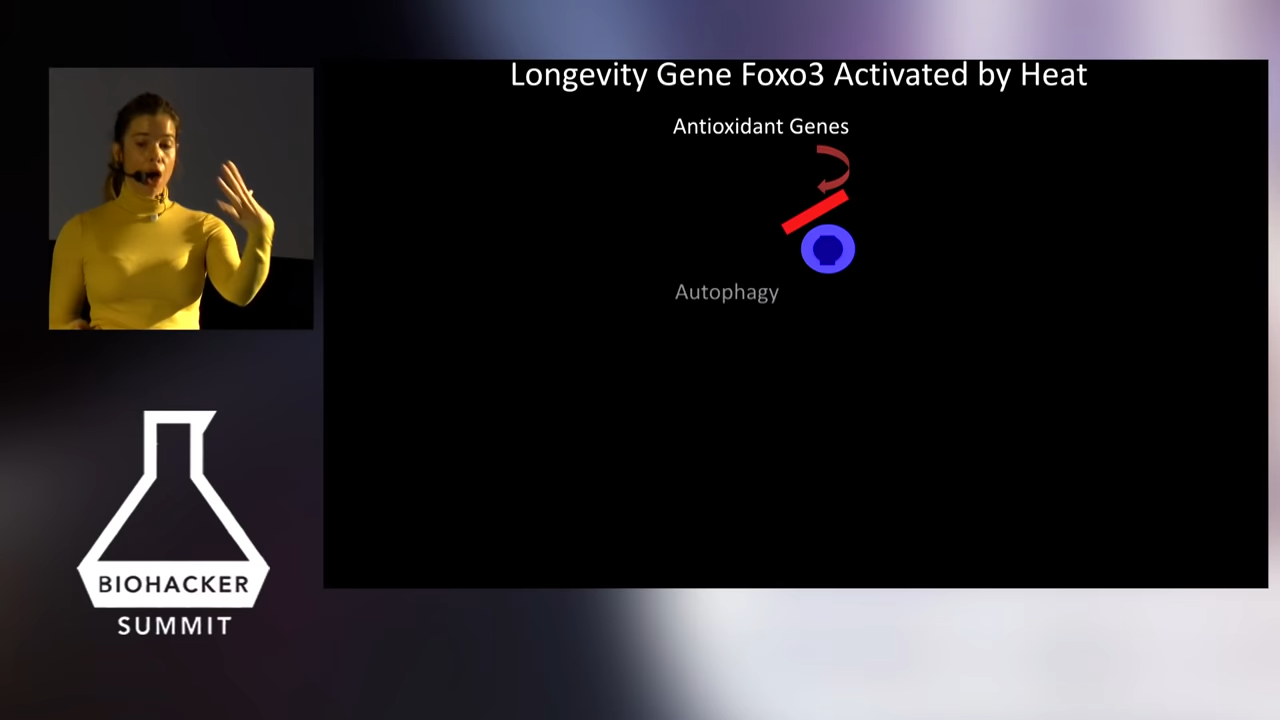 Longevity Gene Foxo3 Activated by Heat
Antioxidant Genes
Autophagy
BIOHACKER
SUMMIT